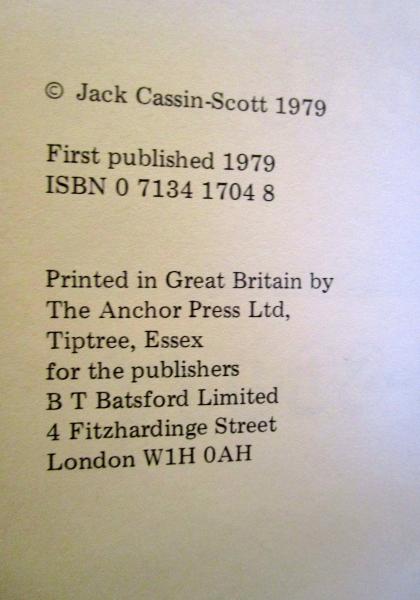 © Jack Cassin-Scott 1979
First published 1979
ISBN 0 7134 1704 8
Printed in Great Britain by
The Anchor Press Ltd,
Tiptree, Essex
for the publishers
B T Batsford Limited
4 Fitzhardinge Street
London W1H 0AH